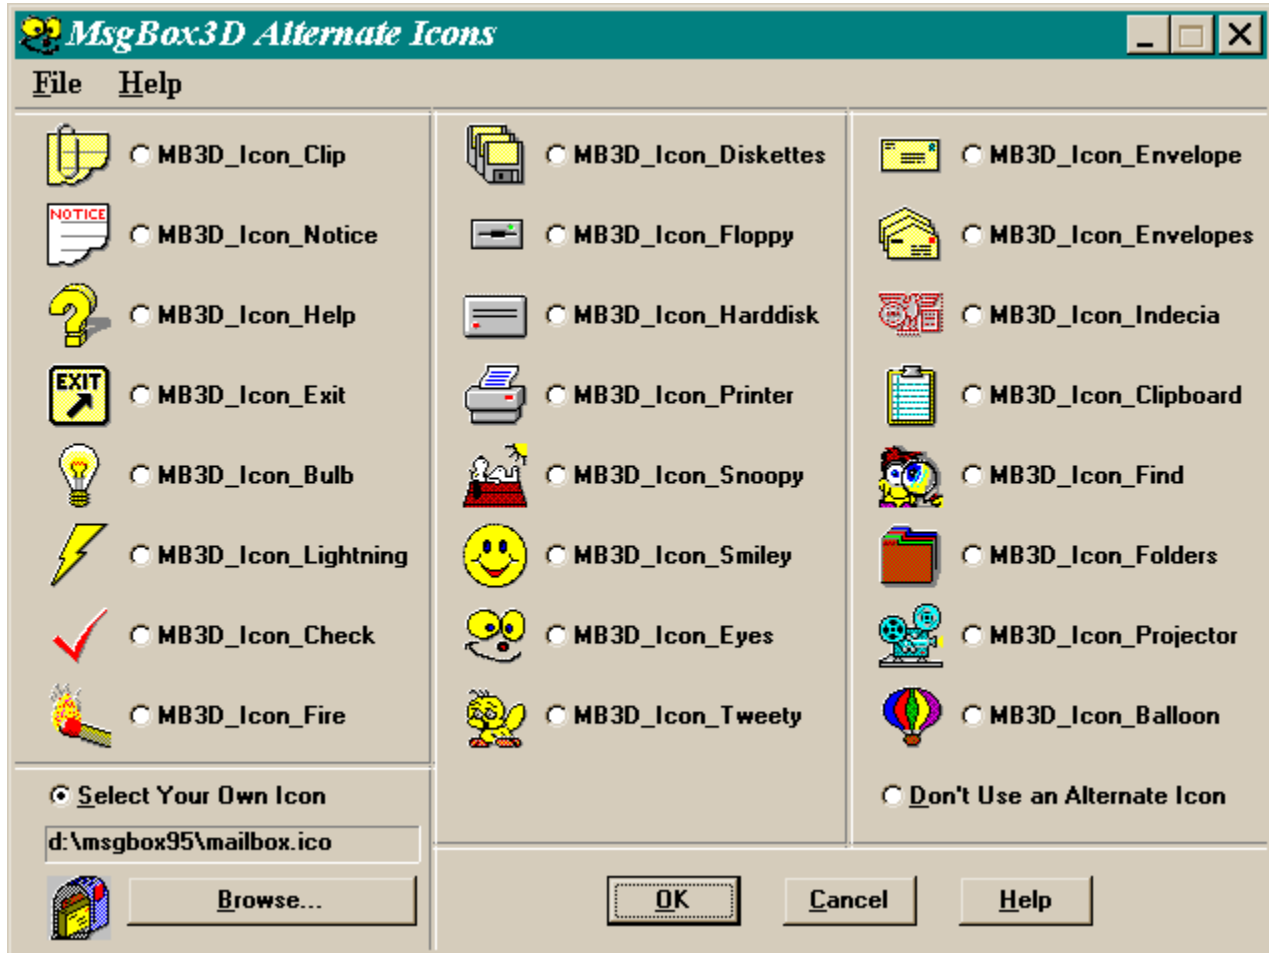 MsgBox3D Alternate Icons
File Help
MB3D_Icon_Clip
NOTICE
MB3D_Icon_Notice
MB3D_Icon_Help
EXIT
MB3D_Icon_Exit
MB3D_Icon_Bulb
MB3D_Icon_Lightning
MB3D_Icon_Check
MB3D_Icon_Fire
MB3D_Icon_Diskettes
MB3D_Icon_Floppy
MB3D_Icon_Harddisk
MB3D_Icon_Printer
MB3D_Icon_Snoopy
MB3D_Icon_Smiley
MB3D_Icon_Eyes
MB3D_Icon_Tweety
MB3D_Icon_Envelope
MB3D_Icon_Envelopes
MB3D_Icon_Indecia
MB3D_Icon_Clipboard
MB3D_Icon_Find
MB3D_Icon_Folders
MB3D_Icon_Projector
MB3D_Icon_Balloon
Select Your Own Icon
d:\msgbox95\mailbox.ico
Browse...
Don't Use an Alternate Icon
OK Cancel Help